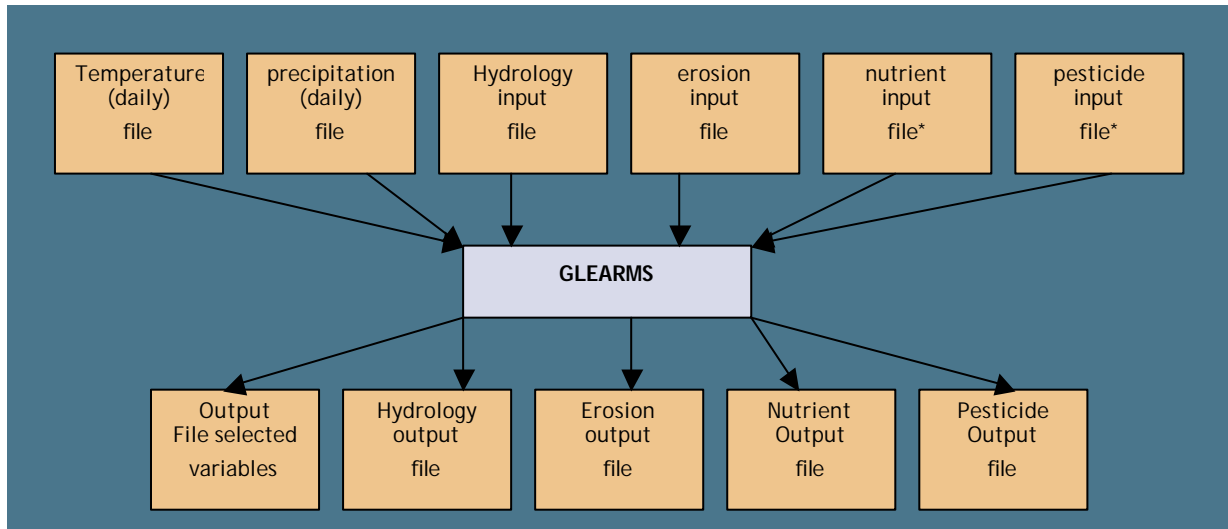 Temperature
(daily)
file
precipitation
(daily)
file
Hydrology
input
file
erosion
input
file
nutrient
input
file*
pesticide
input
file*
GLEARMS
Output
File selected
variables
Hydrology
output
file
Erosion
output
file
Nutrient
Output
file
Pesticide
Output
file